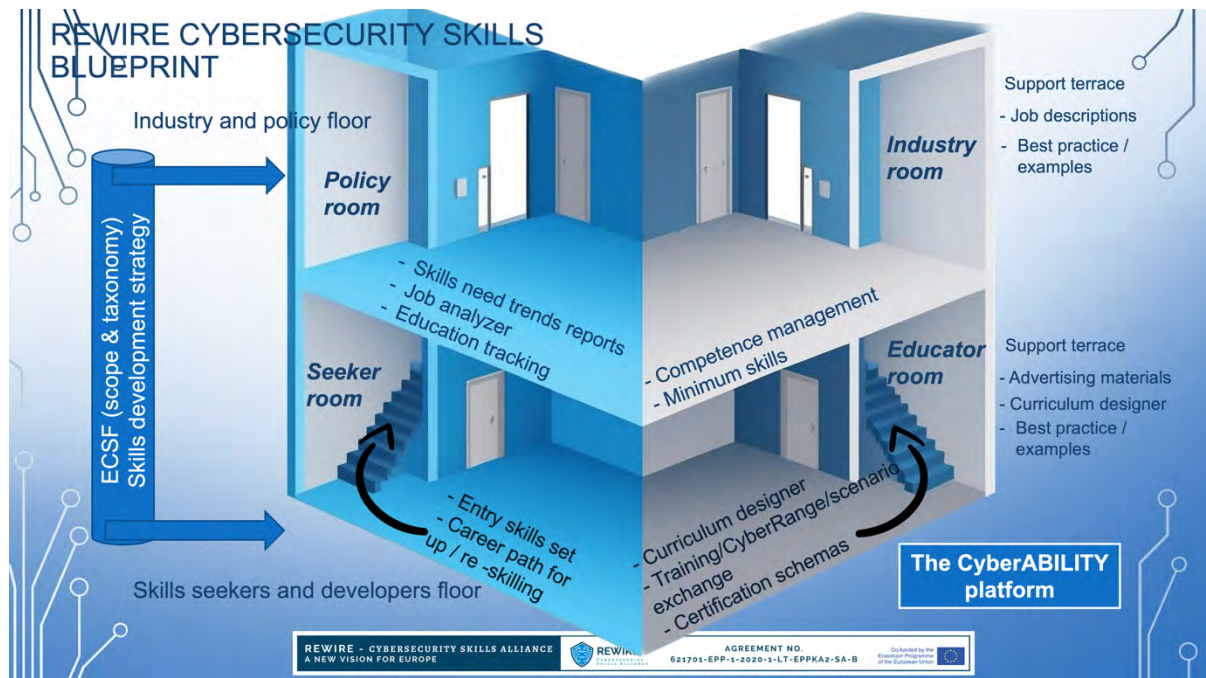 REWIRE CYBERSECURITY SKILLS
BLUEPRINT
Industry and policy floor
ECSF (scope & taxonomy)
Skills development strategy
Policy
room
- Skills need trends reports
- Job analyzer
- Education tracking
Industry
room
- Competence management
- Minimum skills
Support terrace
- Job descriptions
- Best practice /
examples
Seeker
room
- Entry skills set
- Career path for
up / re -skilling
Educator
room
- Curriculum designer
- Training/CyberRange/scenario
exchange
- Certification schemas
Support terrace
- Advertising materials
- Curriculum designer
- Best practice /
examples
Skills seekers and developers floor
The CyberABILITY
platform
REWIRE - CYBERSECURITY SKILLS ALLIANCE
A NEW VISION FOR EUROPE
REWIRE
CYBERSECURITY
SKILLS ALLIANCE
AGREEMENT NO.
621701-EPP-1-2020-1-LT-EPPKA2-SA-B
Co-funded by the
Erasmus+ Programme
of the European Union